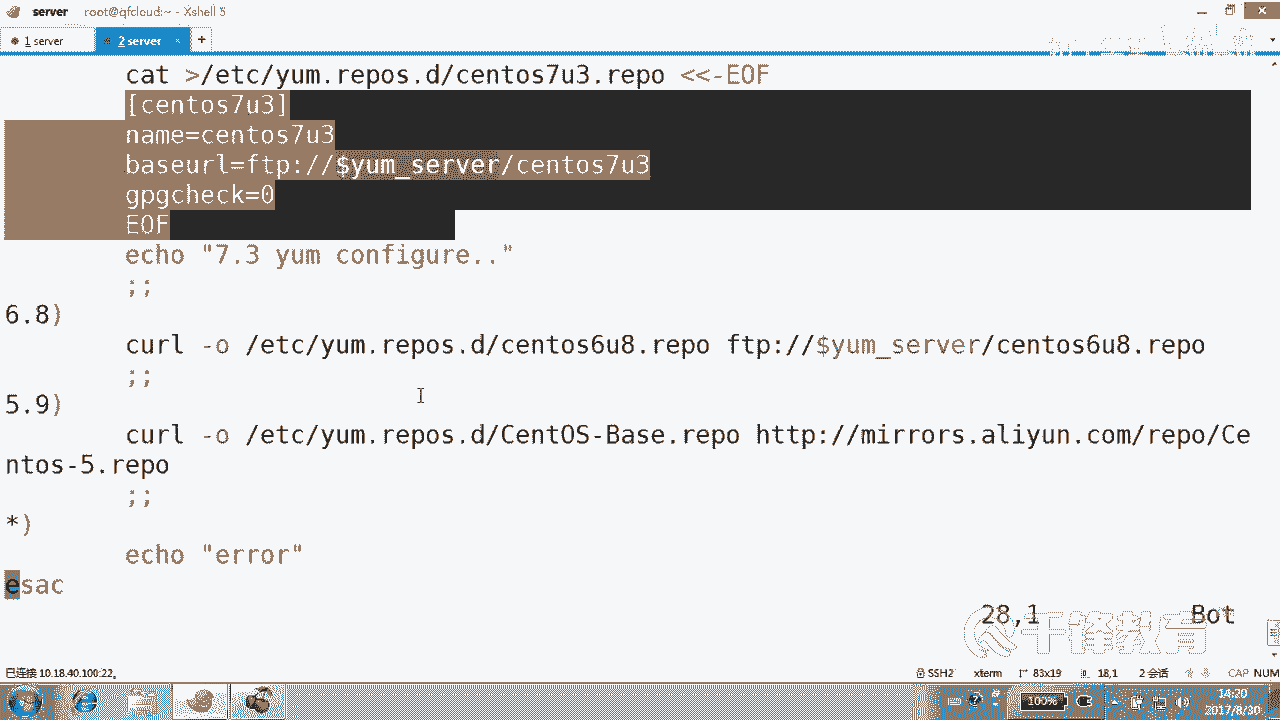 server root@qfcloud:~ - Xshell 5
1 server
2 server × +
cat >/etc/yum.repos.d/centos7u3.repo <<-EOF
[centos7u3]
name=centos7u3
baseurl=ftp://$yum_server/centos7u3
gpgcheck=0
EOF
echo "7.3 yum configure.."
;;
6.8)
curl -o /etc/yum.repos.d/centos6u8.repo ftp://$yum_server/centos6u8.repo
;;
5.9)
curl -o /etc/yum.repos.d/CentOS-Base.repo http://mirrors.aliyun.com/repo/Ce
ntos-5.repo
;;
*)
echo "error"
esac
28,1 Bot
千锋教育
已连接 10.18.40.100:22。 SSH2 xterm 83x19 18,1 2 会话 CAP NUM
100% 14:20
2017/8/30